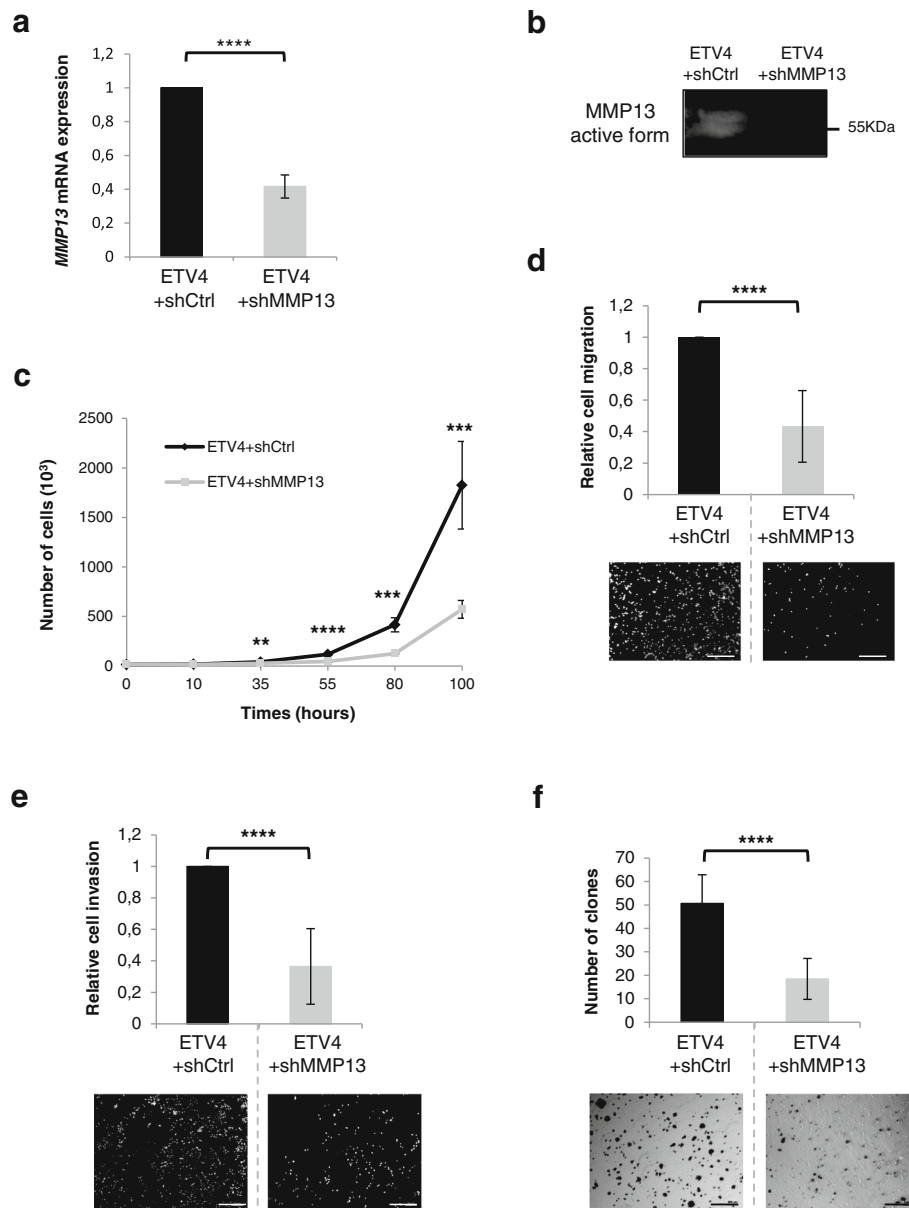 a
****
1,2
1
0,8
0,6
0,4
0,2
0
MMP13 mRNA expression
ETV4
+shCtrl
ETV4
+shMMP13
b
ETV4
+shCtrl
ETV4
+shMMP13
MMP13
active form
55KDa
c
2500
2000
1500
1000
500
0
Number of cells (10³)
ETV4+shCtrl
ETV4+shMMP13
**
****
***
***
0
10
35
55
80
100
Times (hours)
d
****
1,2
1
0,8
0,6
0,4
0,2
0
Relative cell migration
ETV4
+shCtrl
ETV4
+shMMP13
e
****
1,2
1
0,8
0,6
0,4
0,2
0
Relative cell invasion
ETV4
+shCtrl
ETV4
+shMMP13
f
****
70
60
50
40
30
20
10
0
Number of clones
ETV4
+shCtrl
ETV4
+shMMP13